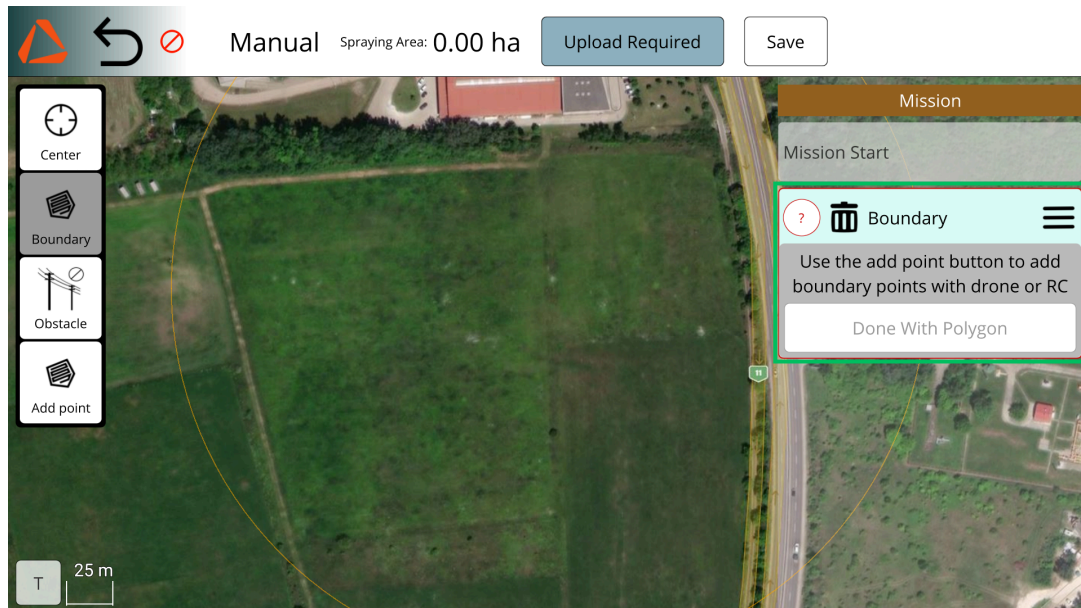 Manual
Spraying Area: 0.00 ha
Upload Required
Save
Center
Boundary
Obstacle
Add point
Mission
Mission Start
?
Boundary
Use the add point button to add
boundary points with drone or RC
Done With Polygon
11
T
25 m